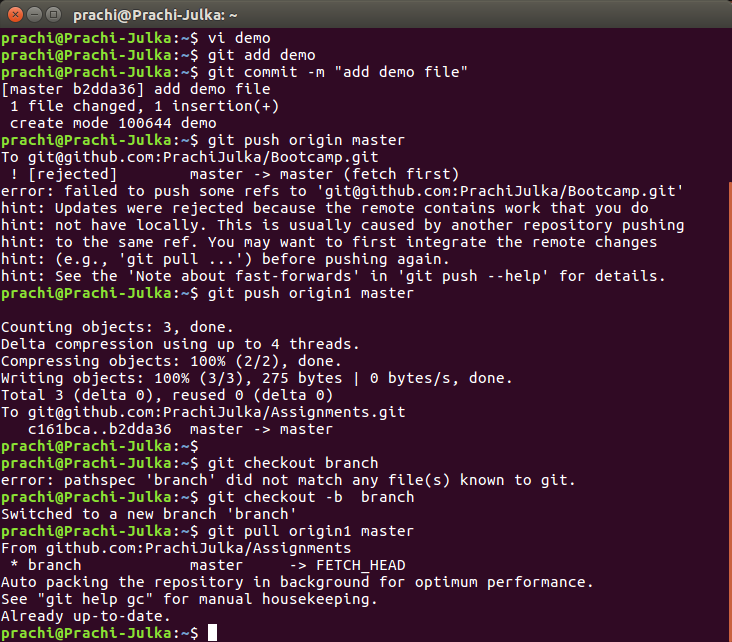 prachi@Prachi-Julka: ~
prachi@Prachi-Julka:~$ vi demo
prachi@Prachi-Julka:~$ git add demo
prachi@Prachi-Julka:~$ git commit -m "add demo file"
[master b2dda36] add demo file
 1 file changed, 1 insertion(+)
 create mode 100644 demo
prachi@Prachi-Julka:~$ git push origin master
To git@github.com:PrachiJulka/Bootcamp.git
 ! [rejected]        master -> master (fetch first)
error: failed to push some refs to 'git@github.com:PrachiJulka/Bootcamp.git'
hint: Updates were rejected because the remote contains work that you do
hint: not have locally. This is usually caused by another repository pushing
hint: to the same ref. You may want to first integrate the remote changes
hint: (e.g., 'git pull ...') before pushing again.
hint: See the 'Note about fast-forwards' in 'git push --help' for details.
prachi@Prachi-Julka:~$ git push origin1 master
Counting objects: 3, done.
Delta compression using up to 4 threads.
Compressing objects: 100% (2/2), done.
Writing objects: 100% (3/3), 275 bytes | 0 bytes/s, done.
Total 3 (delta 0), reused 0 (delta 0)
To git@github.com:PrachiJulka/Assignments.git
   c161bca..b2dda36  master -> master
prachi@Prachi-Julka:~$
prachi@Prachi-Julka:~$ git checkout branch
error: pathspec 'branch' did not match any file(s) known to git.
prachi@Prachi-Julka:~$ git checkout -b  branch
Switched to a new branch 'branch'
prachi@Prachi-Julka:~$ git pull origin1 master
From github.com:PrachiJulka/Assignments
 * branch            master     -> FETCH_HEAD
Auto packing the repository in background for optimum performance.
See "git help gc" for manual housekeeping.
Already up-to-date.
prachi@Prachi-Julka:~$